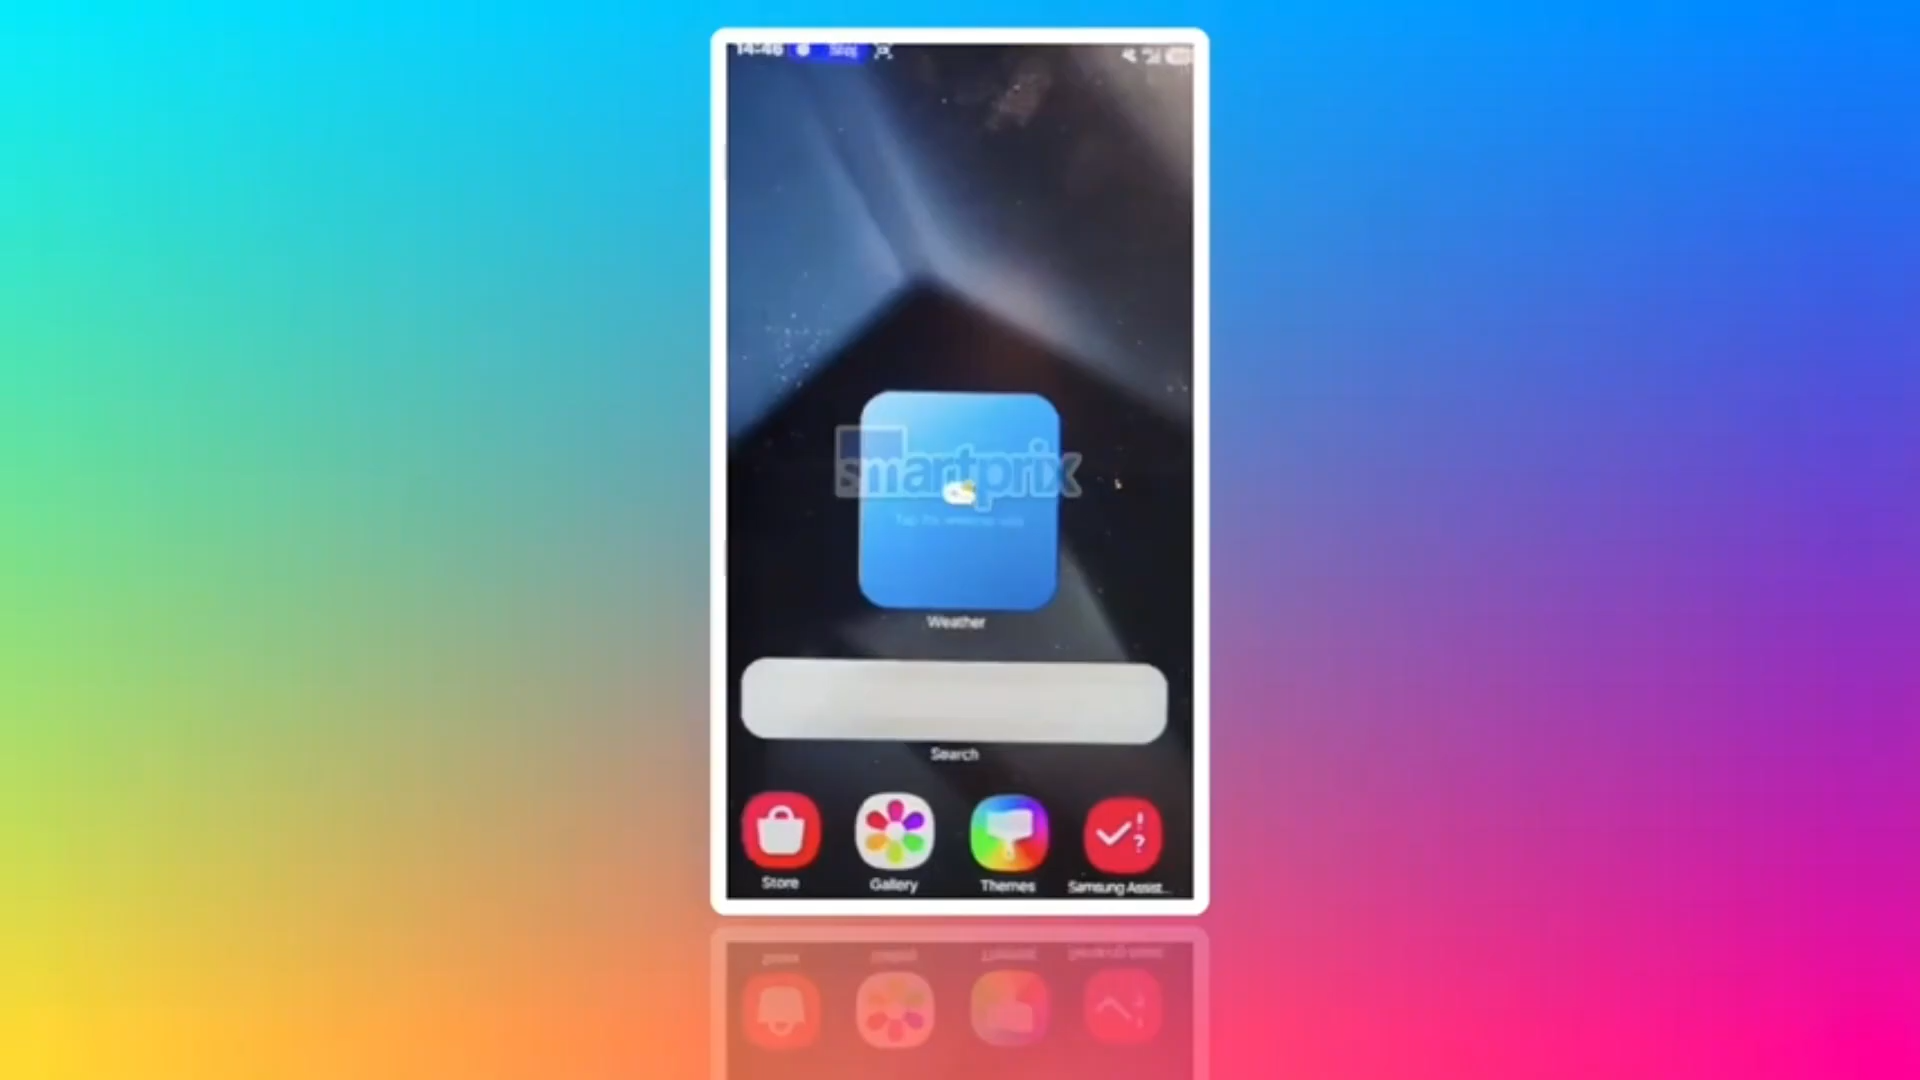 14:46
smartprix
Weather
Search
Store
Gallery
Themes
Samsung Assist...